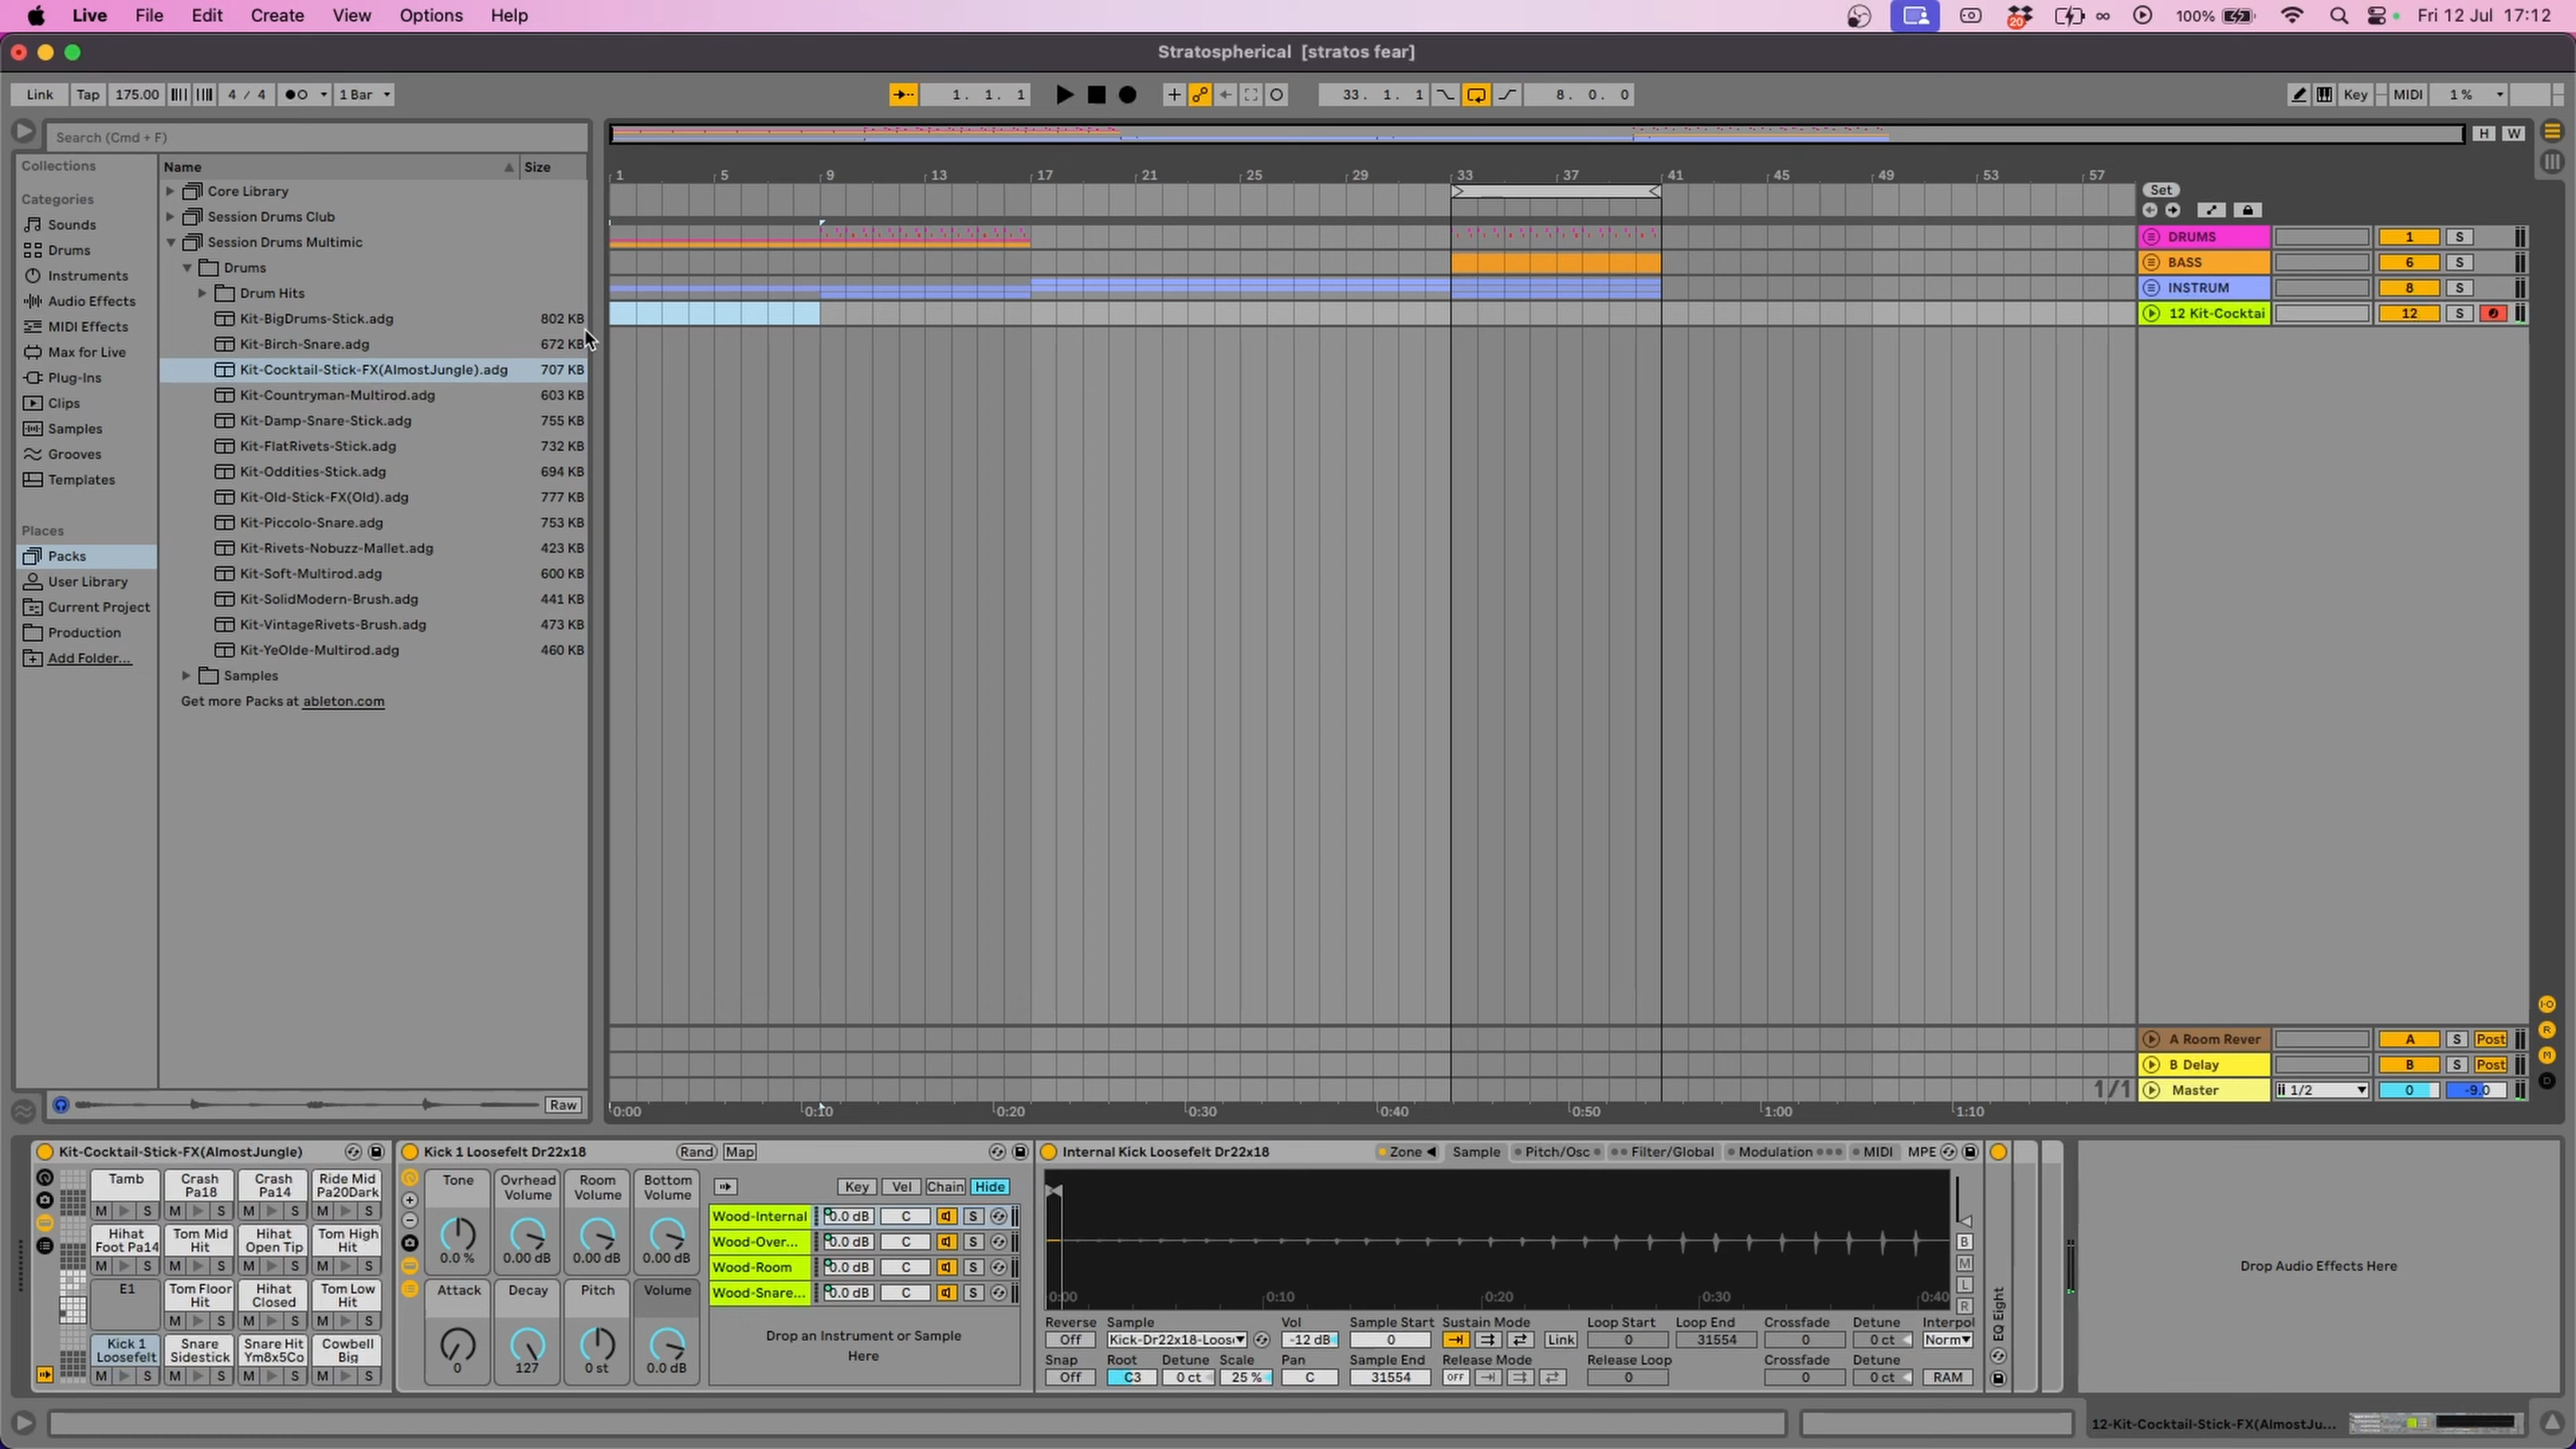 Live File Edit Create View Options Help
20 ∞ 100% Fri 12 Jul 17:12
Stratospherical [stratos fear]
Link Tap 175.00 4 / 4 1 Bar 1. 1. 1 33. 1. 1 8. 0. 0 Key MIDI 1 %
Search (Cmd + F)
H W
Collections
Categories
Sounds
Drums
Instruments
Audio Effects
MIDI Effects
Max for Live
Plug-Ins
Clips
Samples
Grooves
Templates
Places
Packs
User Library
Current Project
Production
Add Folder...
Name Size
Core Library
Session Drums Club
Session Drums Multimic
Drums
Drum Hits
Kit-BigDrums-Stick.adg 802 KB
Kit-Birch-Snare.adg 672 KB
Kit-Cocktail-Stick-FX(AlmostJungle).adg 707 KB
Kit-Countryman-Multirod.adg 603 KB
Kit-Damp-Snare-Stick.adg 755 KB
Kit-FlatRivets-Stick.adg 732 KB
Kit-Oddities-Stick.adg 694 KB
Kit-Old-Stick-FX(Old).adg 777 KB
Kit-Piccolo-Snare.adg 753 KB
Kit-Rivets-Nobuzz-Mallet.adg 423 KB
Kit-Soft-Multirod.adg 600 KB
Kit-SolidModern-Brush.adg 441 KB
Kit-VintageRivets-Brush.adg 473 KB
Kit-YeOlde-Multirod.adg 460 KB
Samples
Get more Packs at ableton.com
Raw
1 5 9 13 17 21 25 29 33 37 41 45 49 53 57
Set
DRUMS 1 S
BASS 6 S
INSTRUM 8 S
12 Kit-Cocktai 12 S
A Room Rever A S Post
B Delay B S Post
1/1 Master 1/2 0 -9.0
0:00 0:10 0:20 0:30 0:40 0:50 1:00 1:10
I·O
R
M
D
Kit-Cocktail-Stick-FX(AlmostJungle)
Tamb Crash Pa18 Crash Pa14 Ride Mid Pa20Dark
M S M S M S M S
Hihat Foot Pa14 Tom Mid Hit Hihat Open Tip Tom High Hit
M S M S M S M S
E1 Tom Floor Hit Hihat Closed Tom Low Hit
M S M S M S
Kick 1 Loosefelt Snare Sidestick Snare Hit Ym8x5Co Cowbell Big
M S M S M S M S
Kick 1 Loosefelt Dr22x18 Rand Map
Tone Ovrhead Volume Room Volume Bottom Volume
0.0 % 0.00 dB 0.00 dB 0.00 dB
Attack Decay Pitch Volume
0 127 0 st 0.0 dB
Key Vel Chain Hide
Wood-Internal 0.0 dB C S
Wood-Over... 0.0 dB C S
Wood-Room 0.0 dB C S
Wood-Snare... 0.0 dB C S
Drop an Instrument or Sample
Here
Internal Kick Loosefelt Dr22x18 Zone Sample Pitch/Osc Filter/Global Modulation MIDI MPE
B
M
L
R
0:00 0:10 0:20 0:30 0:40
Reverse Sample Vol Sample Start Sustain Mode Loop Start Loop End Crossfade Detune Interpol
Off Kick-Dr22x18-Loos -12 dB 0 Link 0 31554 0 0 ct Norm
Snap Root Detune Scale Pan Sample End Release Mode Release Loop Crossfade Detune
Off C3 0 ct 25 % C 31554 OFF 0 0 0 ct RAM
EQ Eight
Drop Audio Effects Here
12-Kit-Cocktail-Stick-FX(AlmostJu...